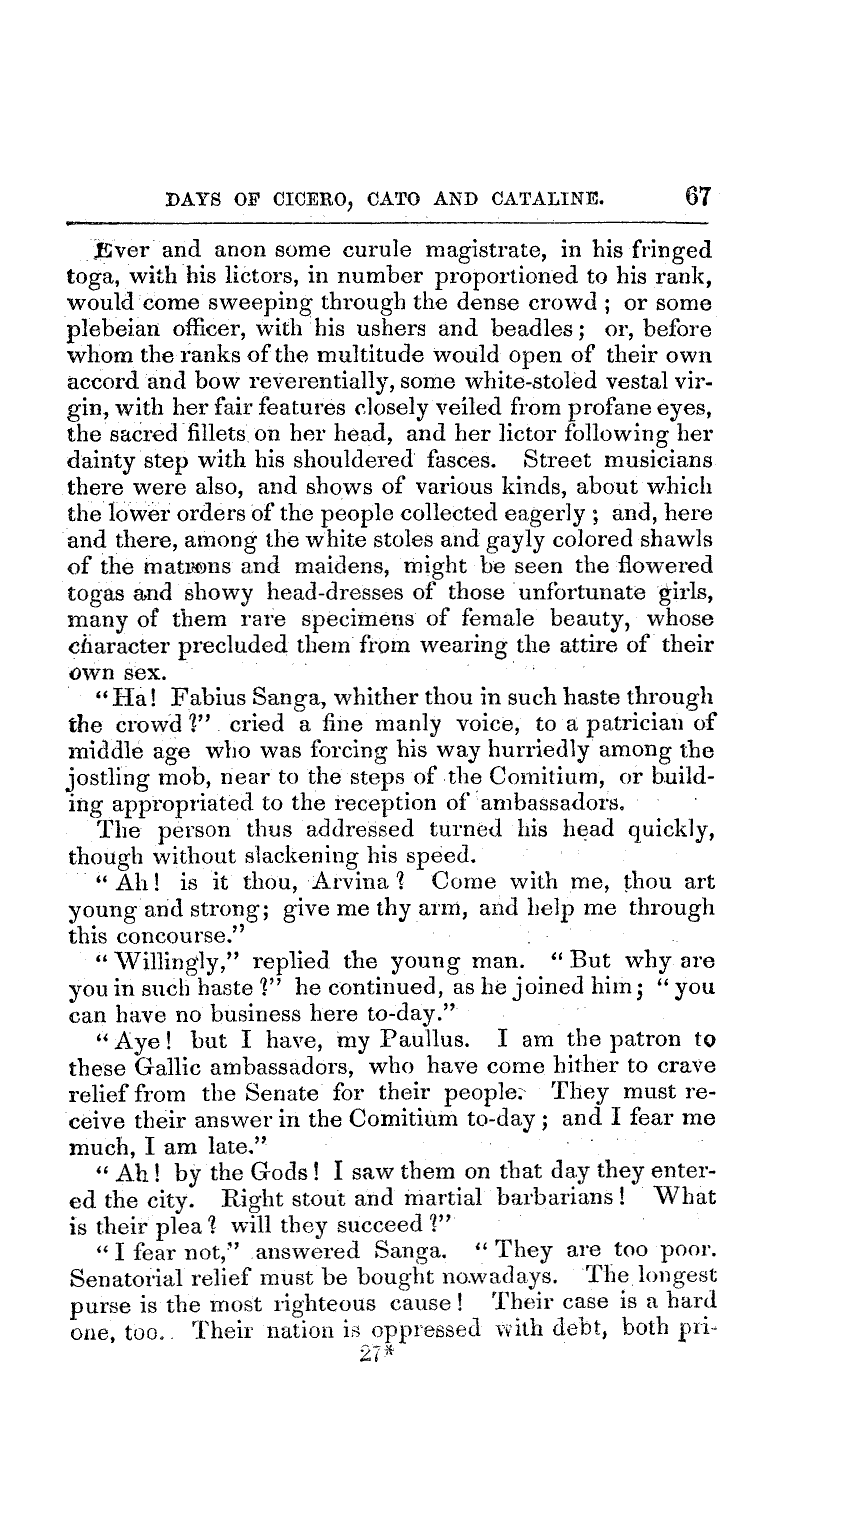 DAYS OF CICERO, CATO AND CATALINE. 67
Ever and anon some curule magistrate, in his fringed
toga, with his lictors, in number proportioned to his rank,
would come sweeping through the dense crowd ; or some
plebeian officer, with his ushers and beadles ; or, before
whom the ranks of the multitude would open of their own
accord and bow reverentially, some white-stoled vestal vir-
gin, with her fair features closely veiled from profane eyes,
the sacred fillets on her head, and her lictor following her
dainty step with his shouldered fasces. Street musicians
there were also, and shows of various kinds, about which
the lower orders of the people collected eagerly ; and, here
and there, among the white stoles and gayly colored shawls
of the matrons and maidens, might be seen the flowered
togas and showy head-dresses of those unfortunate girls,
many of them rare specimens of female beauty, whose
character precluded them from wearing the attire of their
own sex.
"Ha! Fabius Sanga, whither thou in such haste through
the crowd ?" cried a fine manly voice, to a patrician of
middle age who was forcing his way hurriedly among the
jostling mob, near to the steps of the Comitium, or build-
ing appropriated to the reception of ambassadors.
The person thus addressed turned his head quickly,
though without slackening his speed.
"Ah! is it thou, Arvina ? Come with me, thou art
young and strong; give me thy arm, and help me through
this concourse."
"Willingly," replied the young man. "But why are
you in such haste ?" he continued, as he joined him ; "you
can have no business here to-day."
"Aye! but I have, my Paullus. I am the patron to
these Gallic ambassadors, who have come hither to crave
relief from the Senate for their people. They must re-
ceive their answer in the Comitium to-day ; and I fear me
much, I am late."
"Ah! by the Gods! I saw them on that day they enter-
ed the city. Right stout and martial barbarians! What
is their plea ? will they succeed ?"
"I fear not," answered Sanga. "They are too poor.
Senatorial relief must be bought nowadays. The longest
purse is the most righteous cause! Their case is a hard
one, too. Their nation is oppressed with debt, both pri-
27*